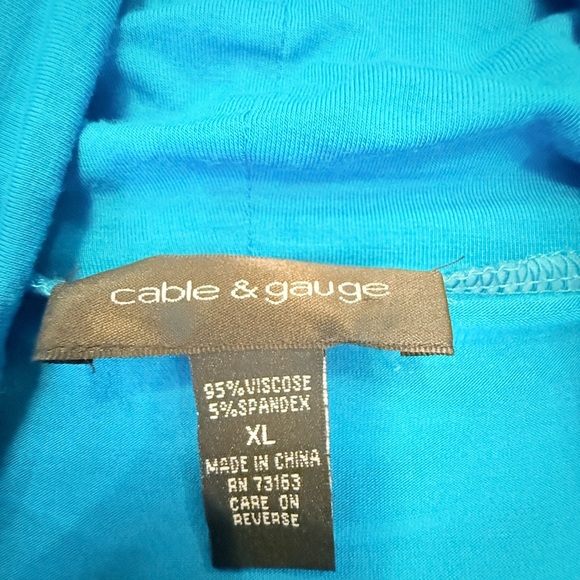 cable & gauge
95% VISCOSE
5% SPANDEX
XL
MADE IN CHINA
RN 73163
CARE ON
REVERSE